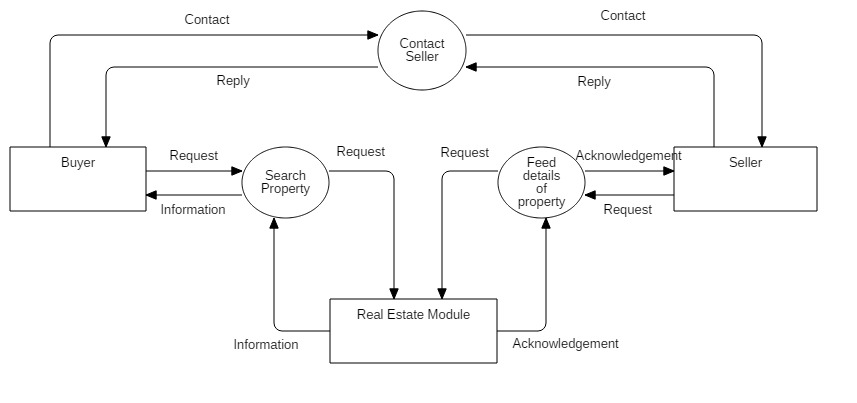 Contact
Contact
Contact
Seller
Reply
Reply
Buyer
Request
Search
Property
Request
Request
Feed
details
of
property
Acknowledgement
Seller
Information
Request
Real Estate Module
Information
Acknowledgement